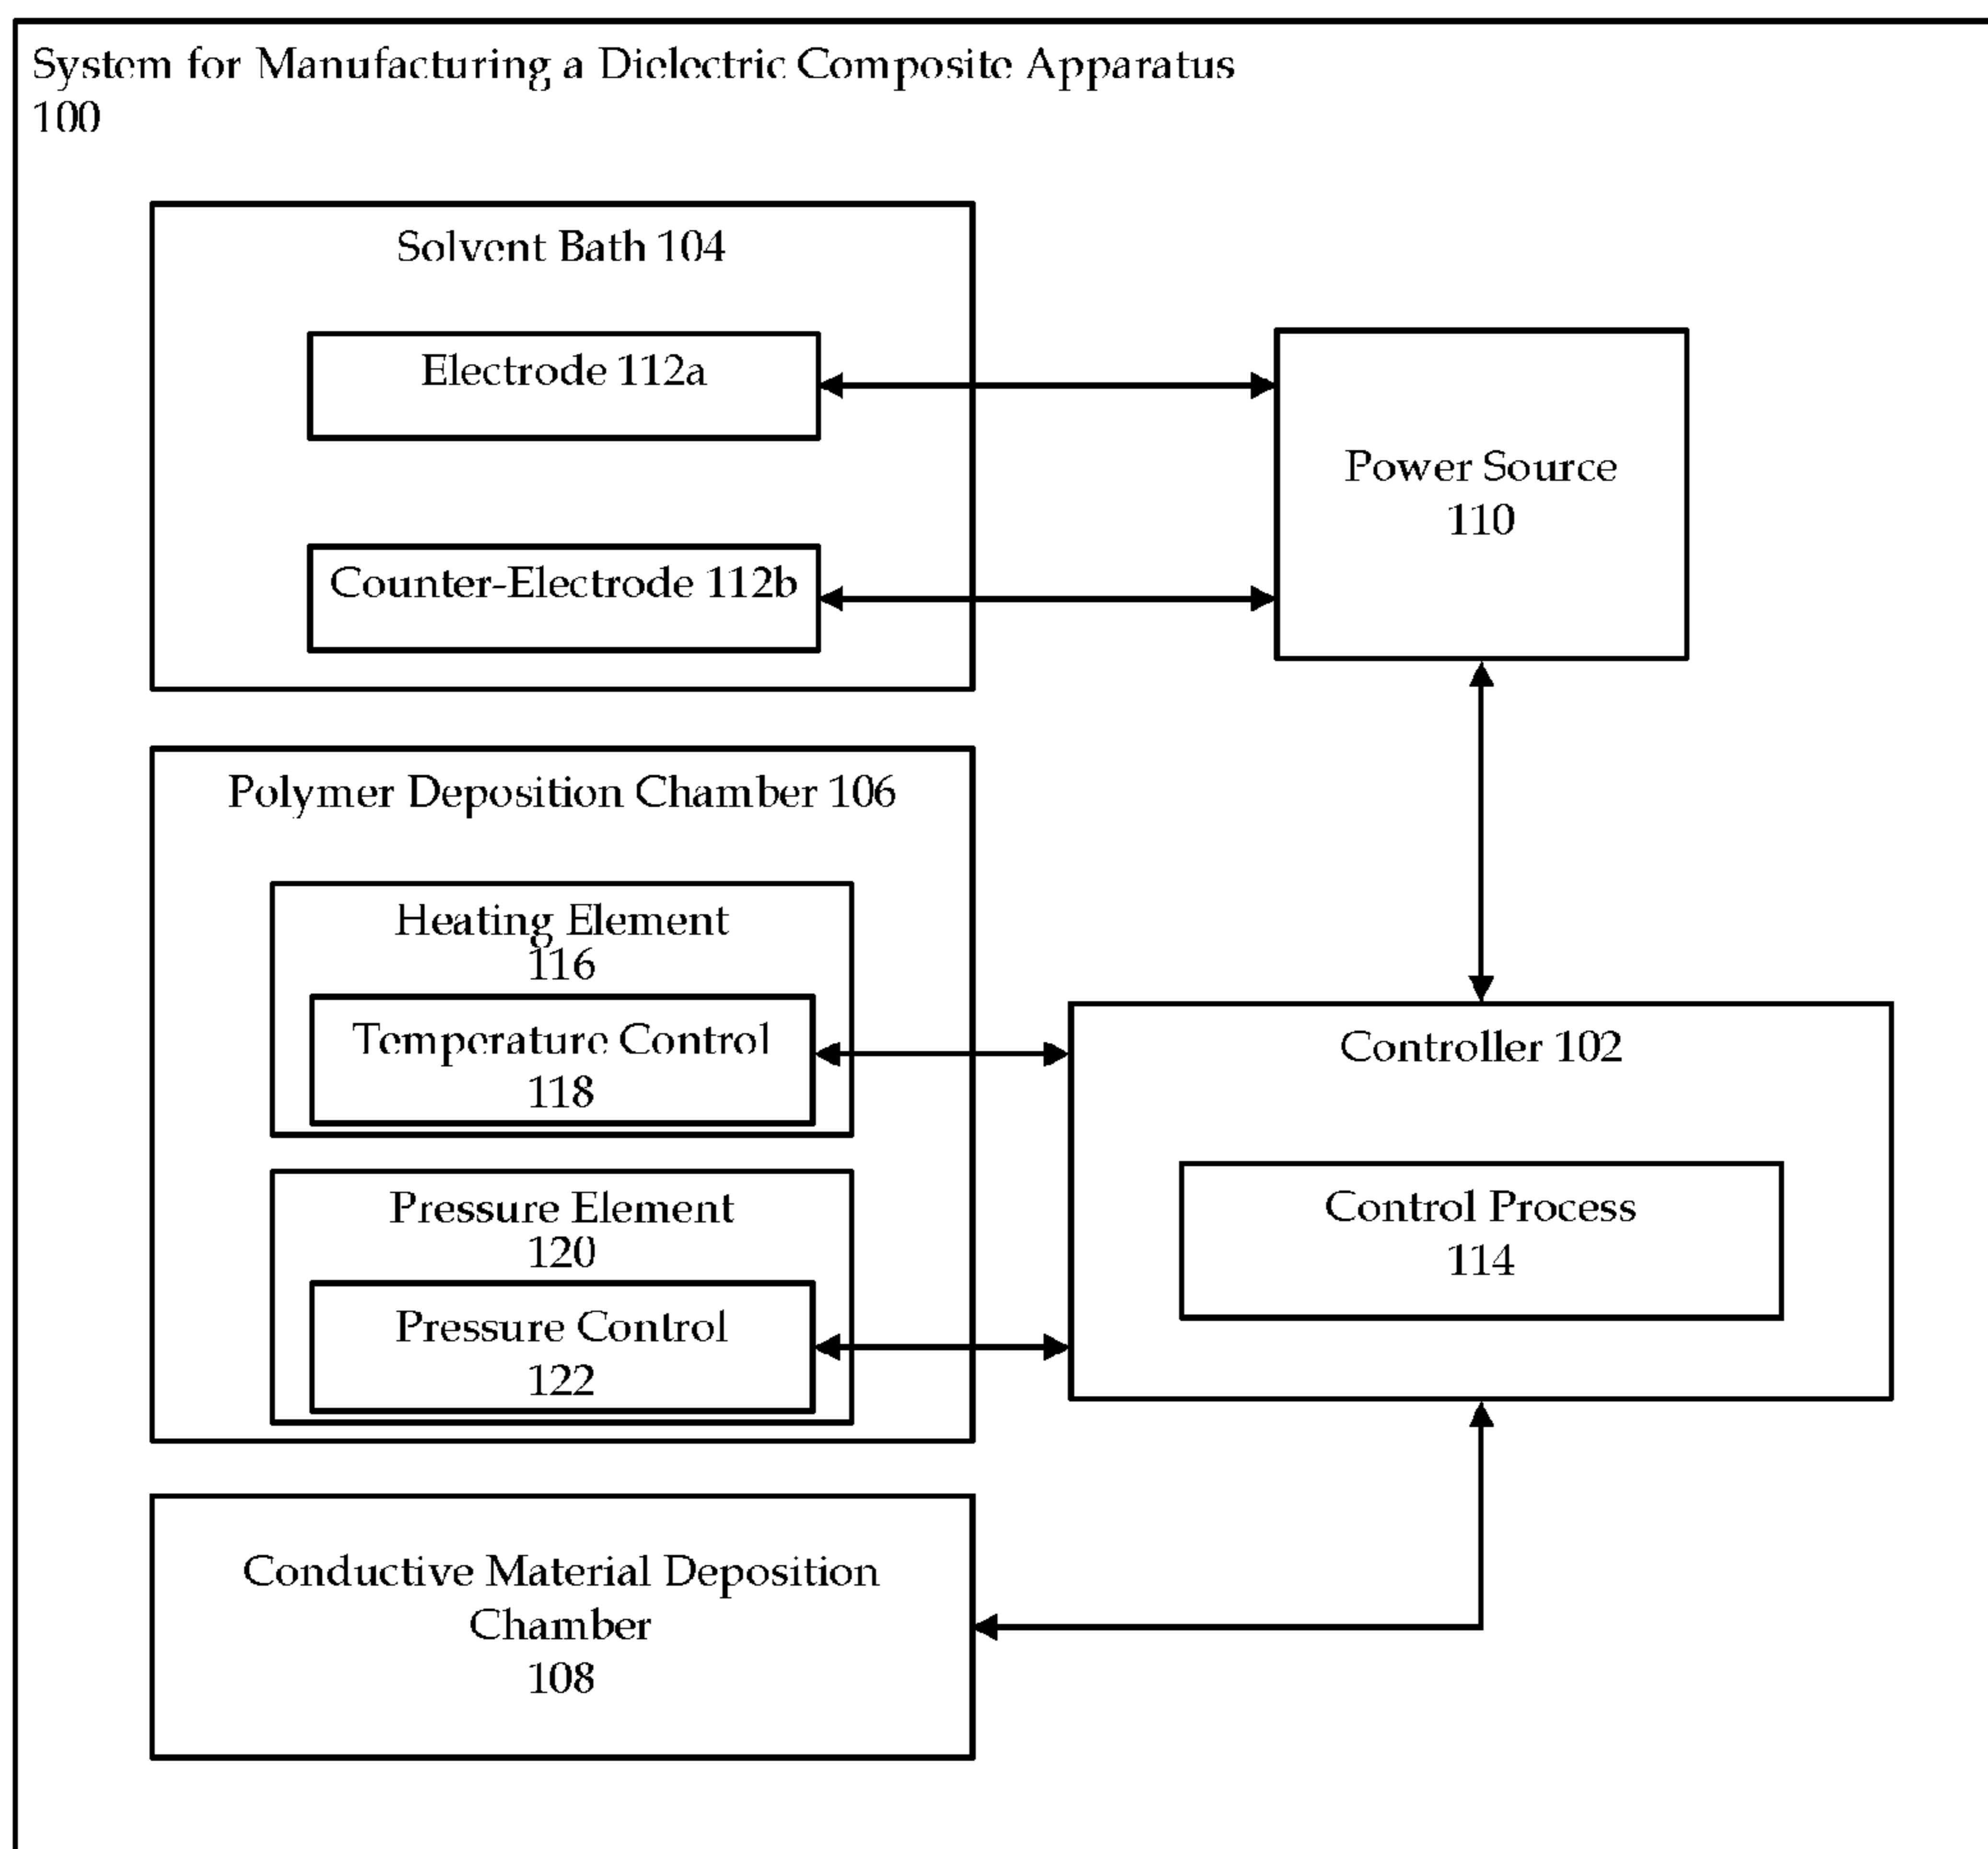 System for Manufacturing a Dielectric Composite Apparatus
100
Solvent Bath 104
Electrode 112a
Counter-Electrode 112b
Power Source
110
Polymer Deposition Chamber 106
Heating Element
116
Temperature Control
118
Pressure Element
120
Pressure Control
122
Controller 102
Control Process
114
Conductive Material Deposition
Chamber
108